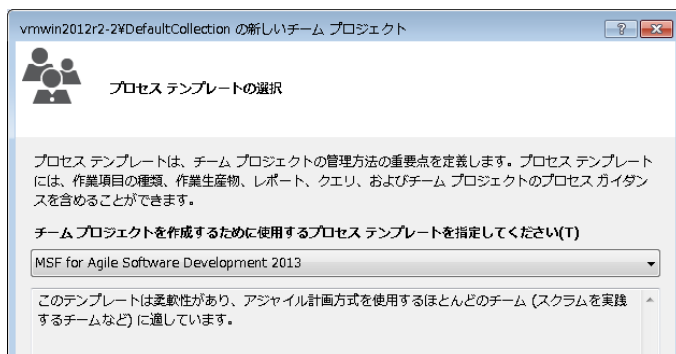 vmwin2012r2-2¥DefaultCollection の新しいチーム プロジェクト
プロセス テンプレートの選択
プロセス テンプレートは、チーム プロジェクトの管理方法の重要点を定義します。プロセス テンプレート
には、作業項目の種類、作業生産物、レポート、クエリ、およびチーム プロジェクトのプロセス ガイダン
スを含めることができます。
チーム プロジェクトを作成するために使用するプロセス テンプレートを指定してください(T)
MSF for Agile Software Development 2013
このテンプレートは柔軟性があり、アジャイル計画方式を使用するほとんどのチーム (スクラムを実践
するチームなど) に適しています。